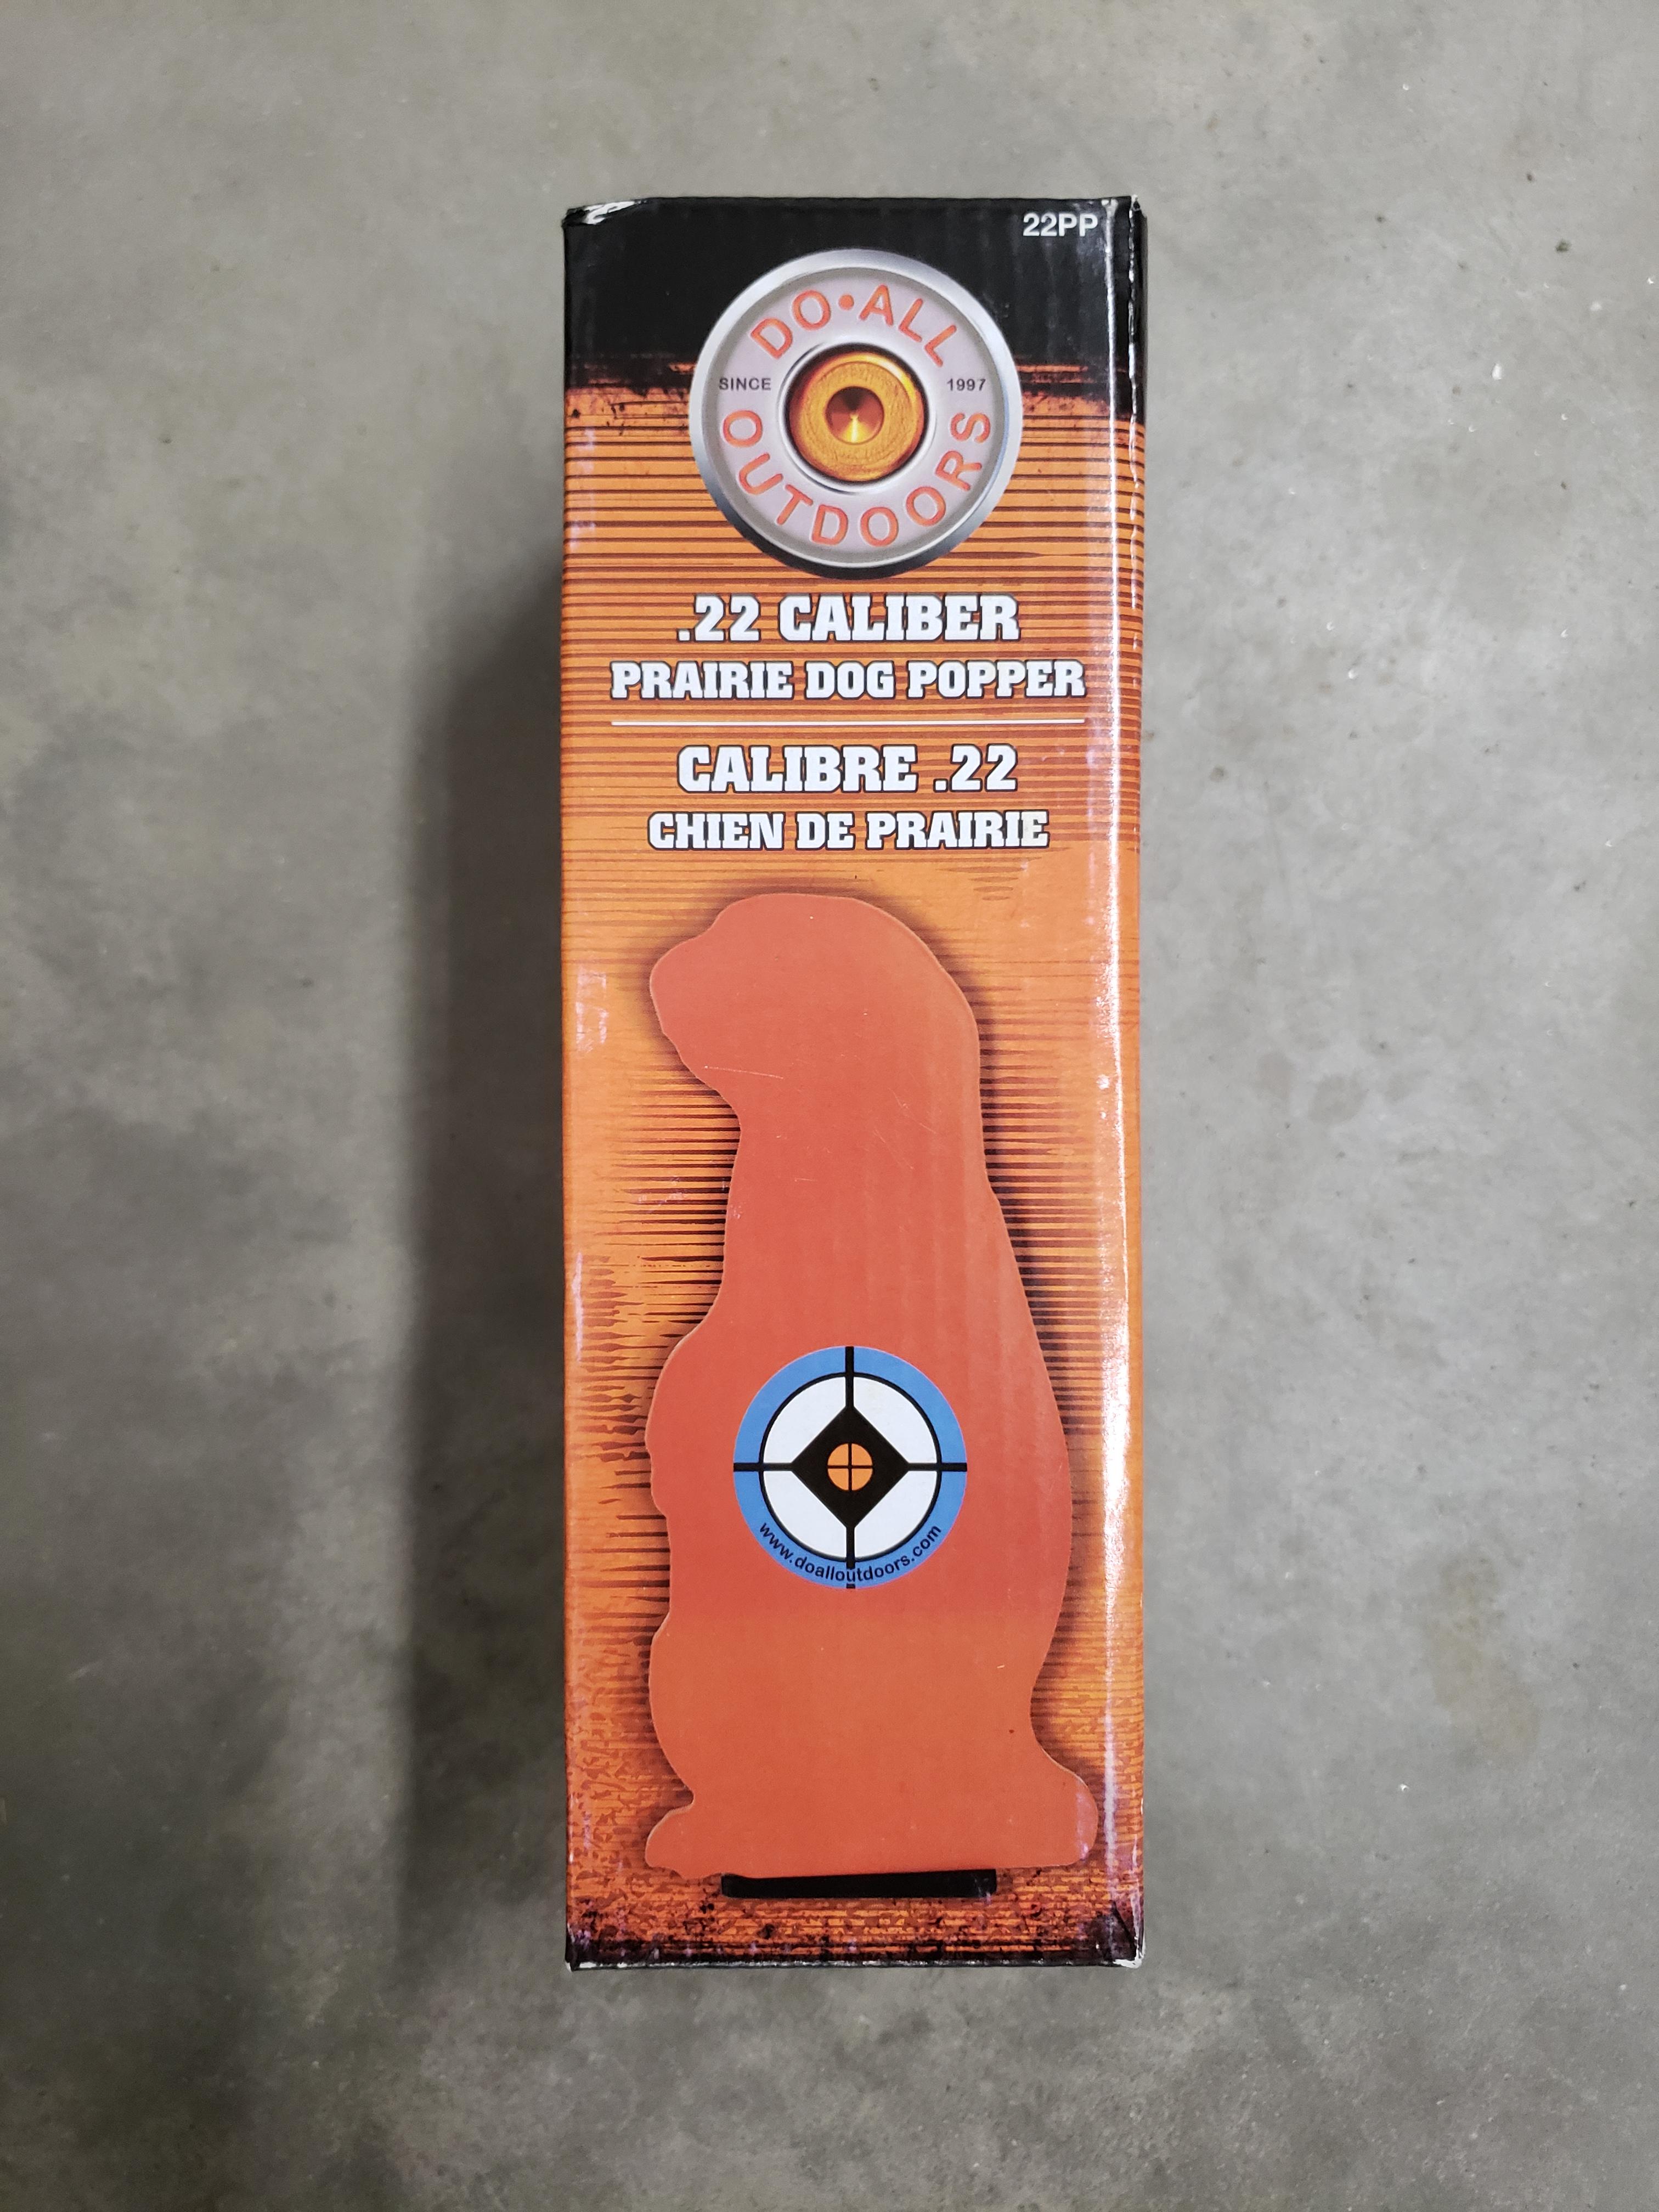 22PP
DO•ALL
SINCE 1997
OUTDOORS
.22 CALIBER
PRAIRIE DOG POPPER
CALIBRE .22
CHIEN DE PRAIRIE
www.doalloutdoors.com